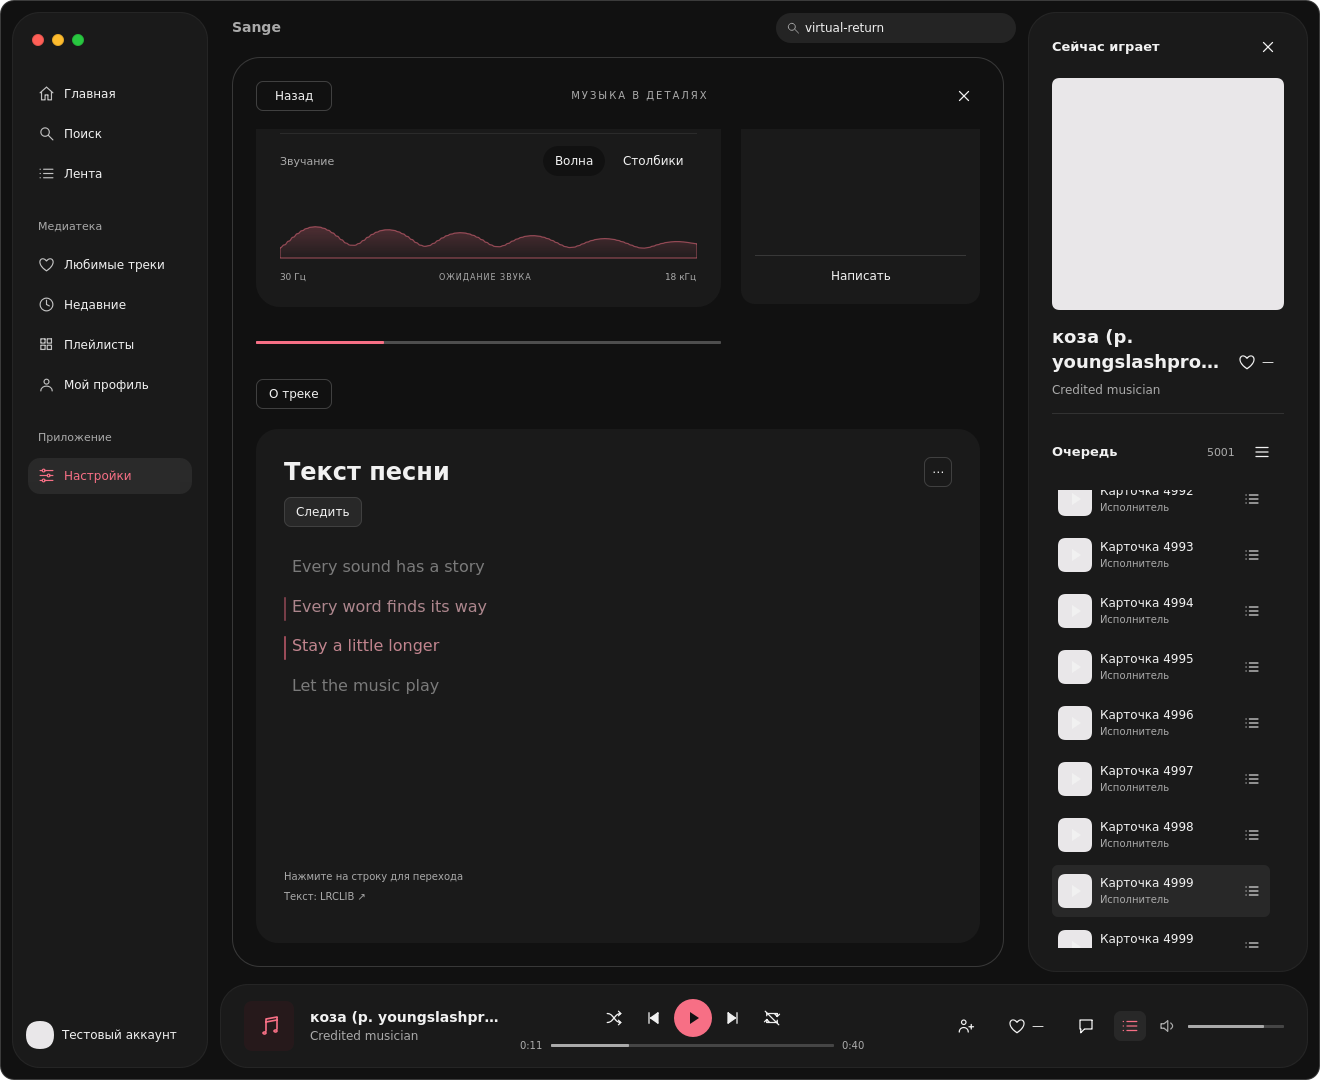 Sange
virtual-return
Главная
Поиск
Лента
Медиатека
Любимые треки
Недавние
Плейлисты
Мой профиль
Приложение
Настройки
Тестовый аккаунт
Назад
МУЗЫКА В ДЕТАЛЯХ
Звучание
Волна
Столбики
30 Гц
ОЖИДАНИЕ ЗВУКА
18 кГц
Написать
О треке
Текст песни
...
Следить
Every sound has a story
Every word finds its way
Stay a little longer
Let the music play
Нажмите на строку для перехода
Текст: LRCLIB ↗
Сейчас играет
коза (p.
youngslashpro…
—
Credited musician
Очередь
5001
Карточка 4992
Исполнитель
Карточка 4993
Исполнитель
Карточка 4994
Исполнитель
Карточка 4995
Исполнитель
Карточка 4996
Исполнитель
Карточка 4997
Исполнитель
Карточка 4998
Исполнитель
Карточка 4999
Исполнитель
Карточка 4999
коза (p. youngslashpr…
Credited musician
0:11
0:40
—